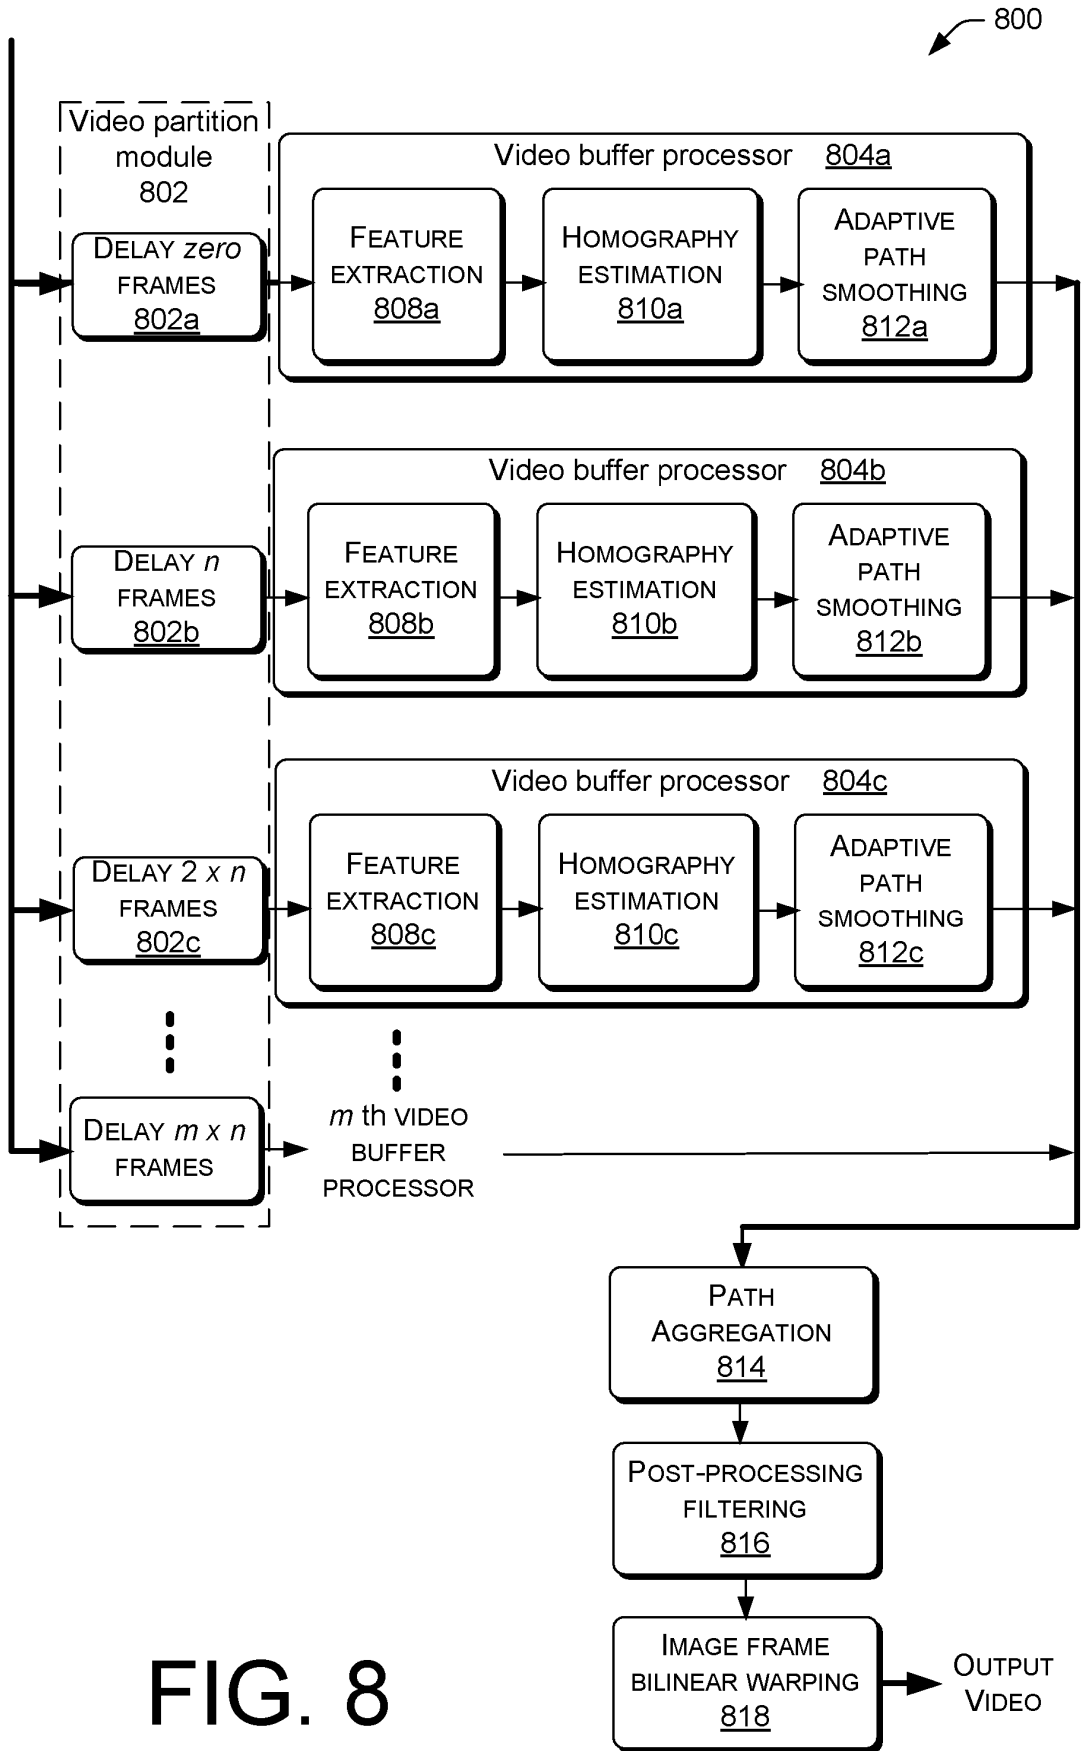 800
Video partition
module
802
DELAY zero
FRAMES
802a
Video buffer processor 804a
FEATURE
EXTRACTION
808a
HOMOGRAPHY
ESTIMATION
810a
ADAPTIVE
PATH
SMOOTHING
812a
DELAY n
FRAMES
802b
Video buffer processor 804b
FEATURE
EXTRACTION
808b
HOMOGRAPHY
ESTIMATION
810b
ADAPTIVE
PATH
SMOOTHING
812b
DELAY 2 x n
FRAMES
802c
Video buffer processor 804c
FEATURE
EXTRACTION
808c
HOMOGRAPHY
ESTIMATION
810c
ADAPTIVE
PATH
SMOOTHING
812c
DELAY m x n
FRAMES
m th VIDEO
BUFFER
PROCESSOR
PATH
AGGREGATION
814
POST-PROCESSING
FILTERING
816
IMAGE FRAME
BILINEAR WARPING
818
OUTPUT
VIDEO
FIG. 8